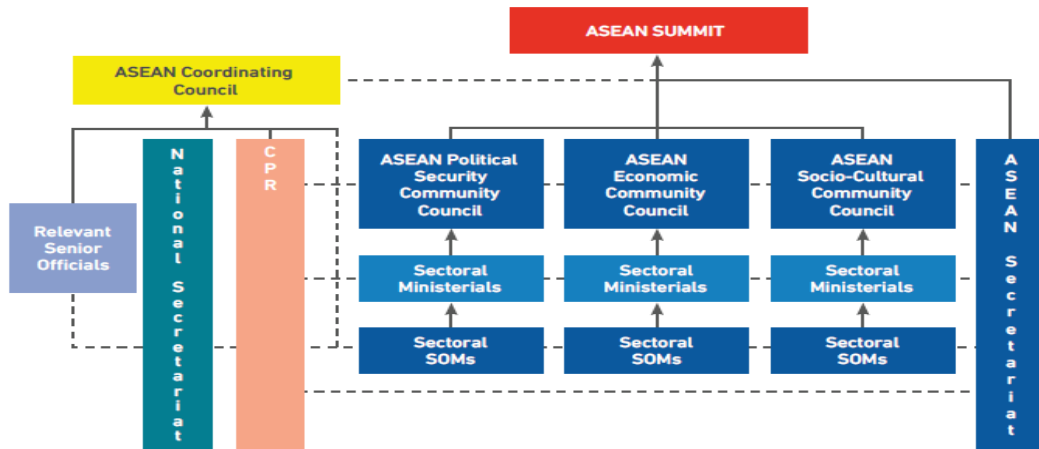 ASEAN SUMMIT
ASEAN Coordinating
Council
National Secretariat
CPR
ASEAN Political
Security
Community
Council
ASEAN
Economic
Community
Council
ASEAN
Socio-Cultural
Community
Council
ASEAN Secretariat
Relevant
Senior
Officials
Sectoral
Ministerials
Sectoral
Ministerials
Sectoral
Ministerials
Sectoral
SOMs
Sectoral
SOMs
Sectoral
SOMs